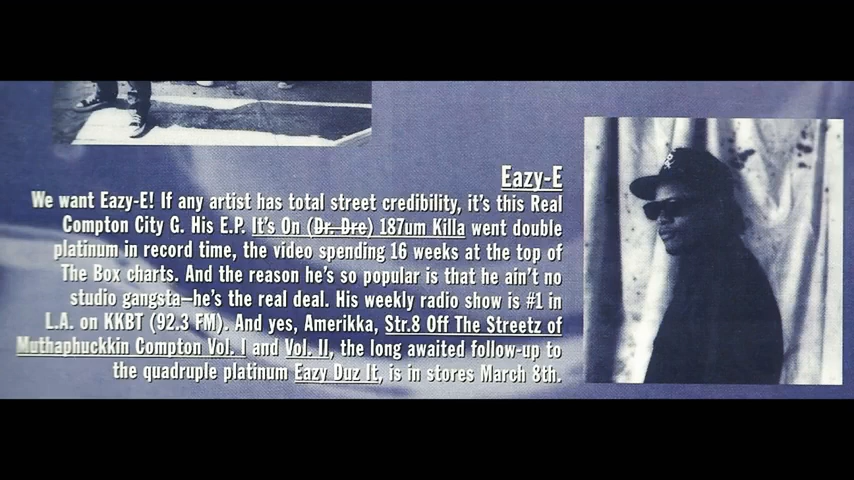 Eazy-E
We want Eazy-E! If any artist has total street credibility, it's this Real
Compton City G. His E.P. It's On (Dr. Dre) 187um Killa went double
platinum in record time, the video spending 16 weeks at the top of
The Box charts. And the reason he's so popular is that he ain't no
studio gangsta—he's the real deal. His weekly radio show is #1 in
L.A. on KKBT (92.3 FM). And yes, Amerikka, Str.8 Off The Streetz of
Muthaphuckkin Compton Vol. I and Vol. II, the long awaited follow-up to
the quadruple platinum Eazy Duz It, is in stores March 8th.